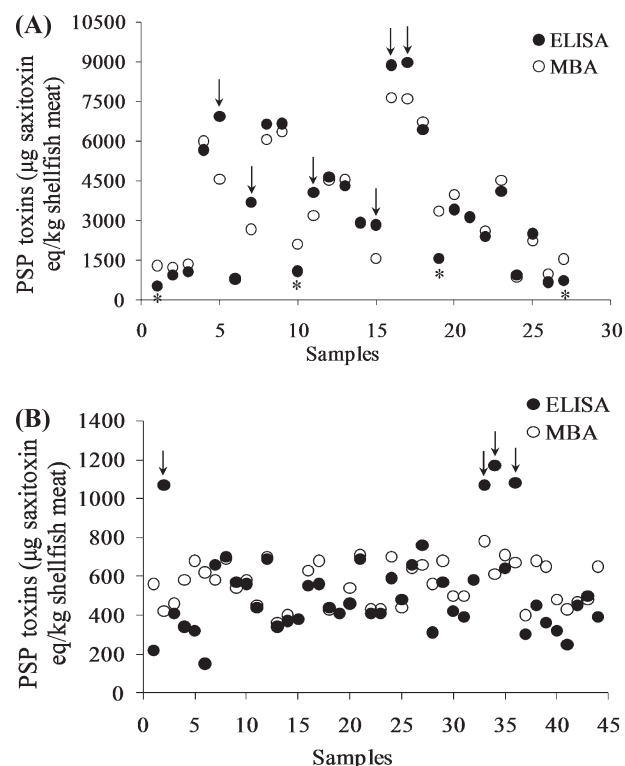 (A)
10500
9000
7500
6000
4500
3000
1500
0
PSP toxins (µg saxitoxin
eq/kg shellfish meat)
ELISA
MBA
*
*
*
*
0 5 10 15 20 25 30
Samples
(B)
1400
1200
1000
800
600
400
200
0
PSP toxins (µg saxitoxin
eq/kg shellfish meat)
ELISA
MBA
0 5 10 15 20 25 30 35 40 45
Samples